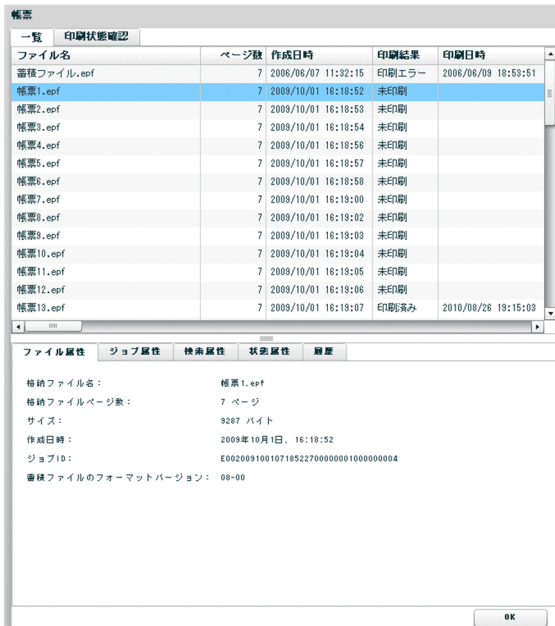 帳票
一覧 印刷状態確認
ファイル名 ページ数 作成日時 印刷結果 印刷日時
蓄積ファイル.epf 7 2006/06/07 11:32:15 印刷エラー 2006/06/09 18:53:51
帳票1.epf 7 2009/10/01 16:18:52 未印刷
帳票2.epf 7 2009/10/01 16:18:53 未印刷
帳票3.epf 7 2009/10/01 16:18:54 未印刷
帳票4.epf 7 2009/10/01 16:18:56 未印刷
帳票5.epf 7 2009/10/01 16:18:57 未印刷
帳票6.epf 7 2009/10/01 16:18:58 未印刷
帳票7.epf 7 2009/10/01 16:19:00 未印刷
帳票8.epf 7 2009/10/01 16:19:02 未印刷
帳票9.epf 7 2009/10/01 16:19:03 未印刷
帳票10.epf 7 2009/10/01 16:19:04 未印刷
帳票11.epf 7 2009/10/01 16:19:05 未印刷
帳票12.epf 7 2009/10/01 16:19:06 未印刷
帳票13.epf 7 2009/10/01 16:19:07 印刷済み 2010/08/26 19:15:03
ファイル属性 ジョブ属性 検索属性 状態属性 履歴
格納ファイル名： 帳票1.epf
格納ファイルページ数： 7 ページ
サイズ： 9287 バイト
作成日時： 2009年10月1日、 16:18:52
ジョブID： E0020091001071852270000000100000​0004
蓄積ファイルのフォーマットバージョン： 08-00
OK